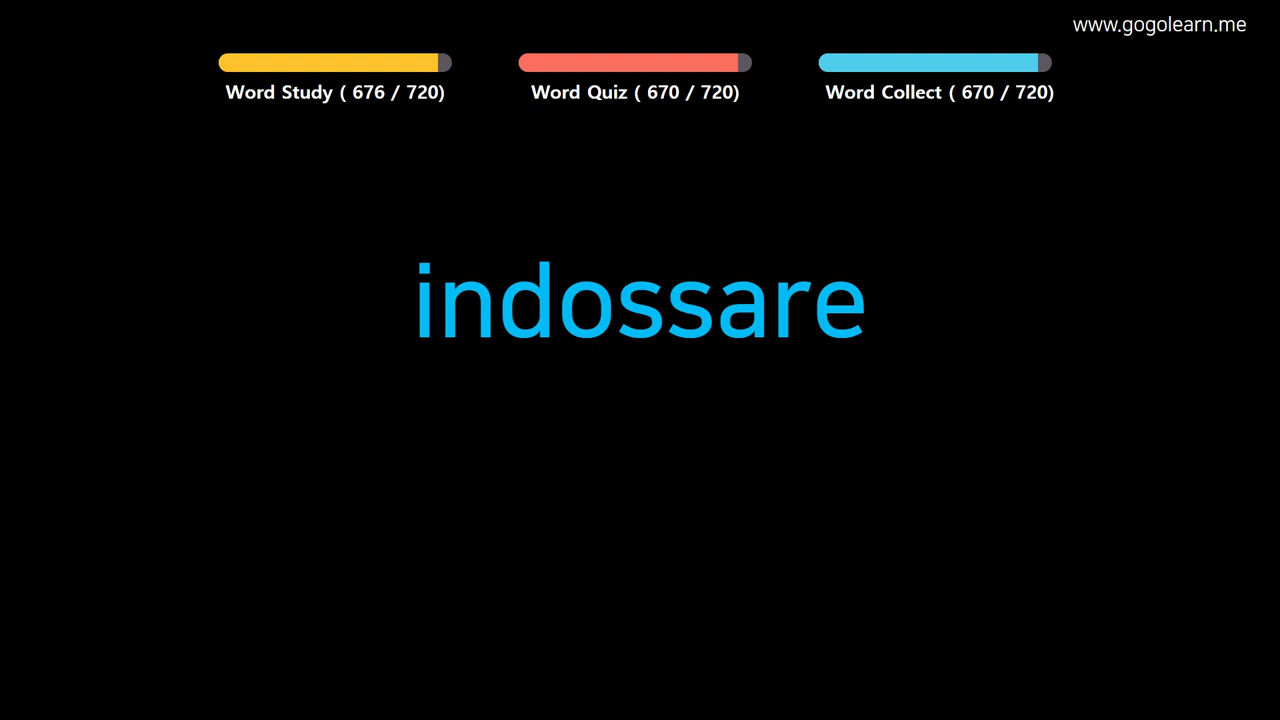 www.gogolearn.me
Word Study ( 676 / 720)
Word Quiz ( 670 / 720)
Word Collect ( 670 / 720)
indossare